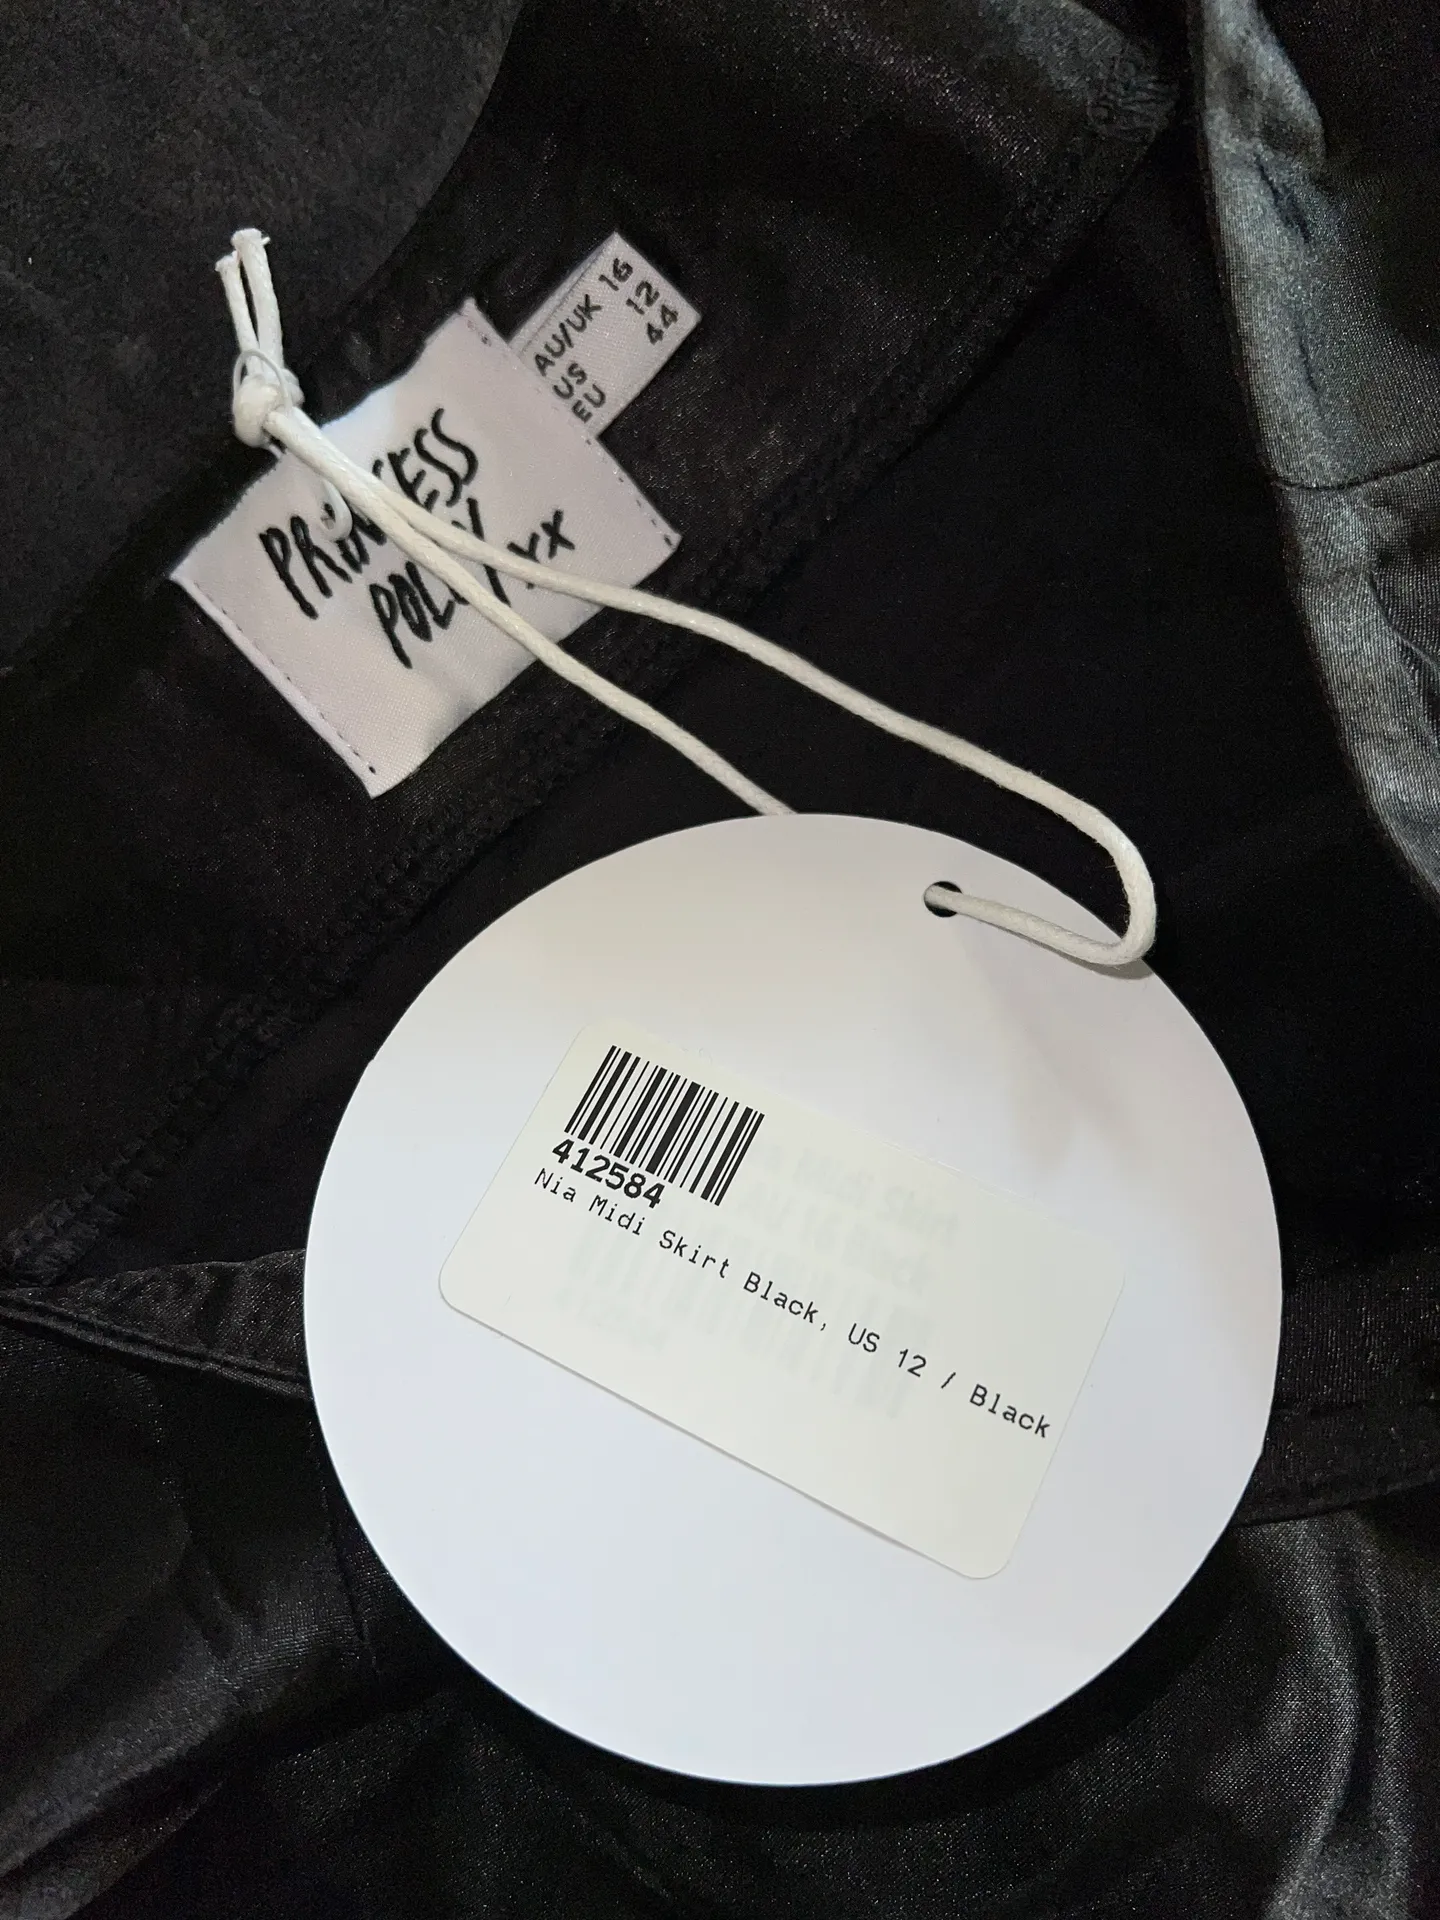 AU/UK 16
US 12
EU 44
PRINCESS
POLLY XX
412584
Nia Midi Skirt Black, US 12 / Black